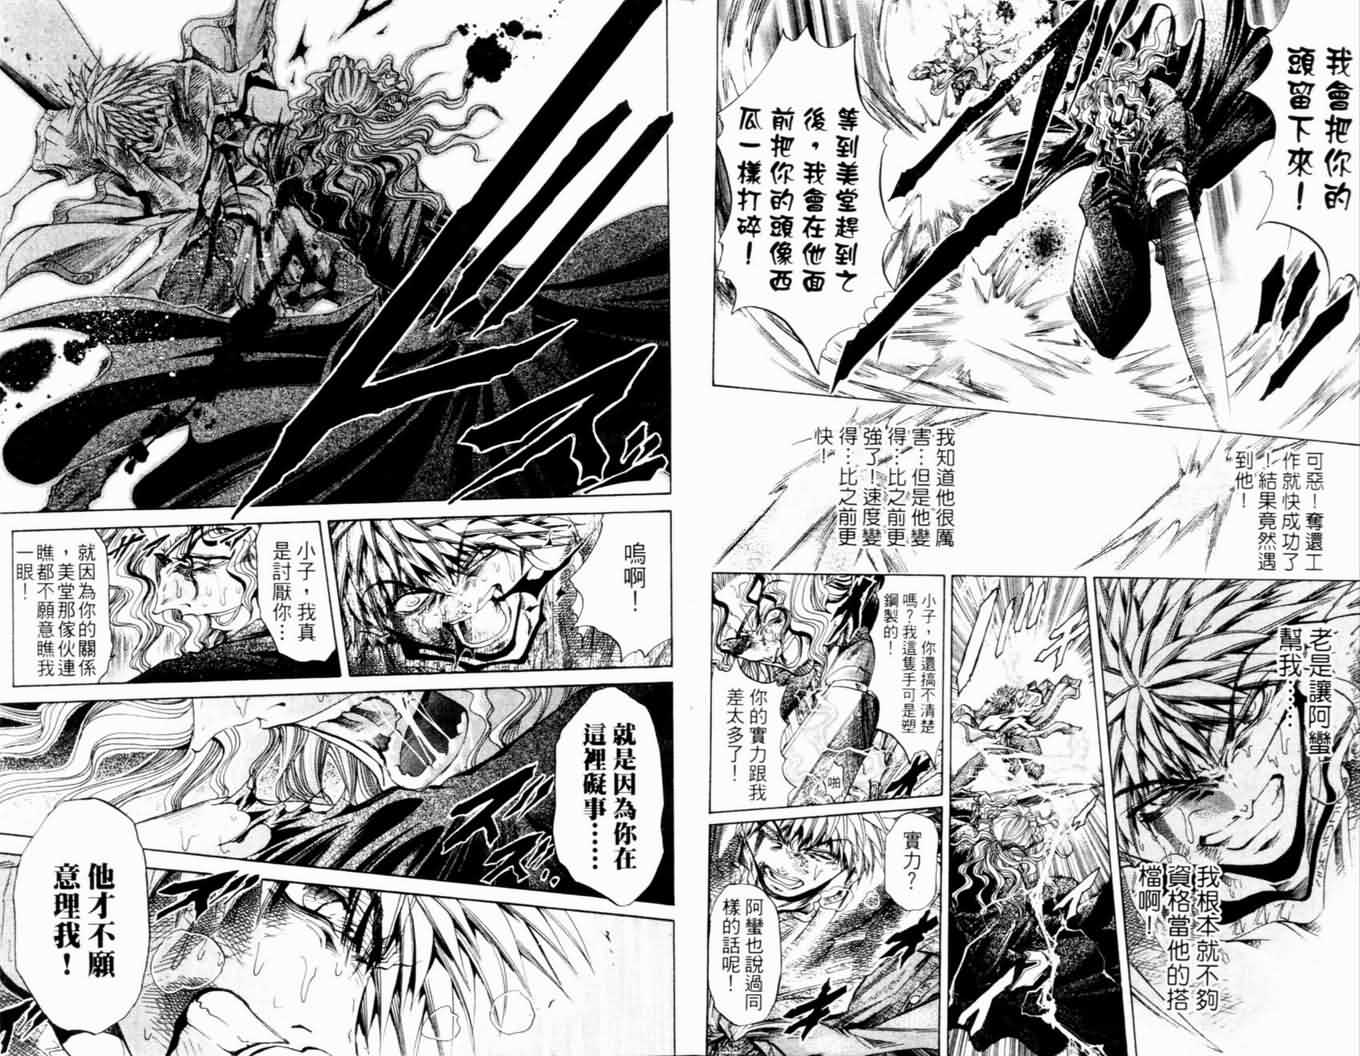 我會把你的
頭留下來！
等到美堂趕到之
後，我會在他面
前把你的頭像西
瓜一樣打碎！
可惡！奪還工
作就快成功了
！結果竟然遇
到他！
我知道他很厲
害…但是他變
得…比之前更
強了！速度變
得…比之前更
快！
老是讓阿蠻
幫我……
我根本就不夠
資格當他的搭
檔啊！
小子，你還搞不清楚
嗎？我這隻手可是塑
鋼製的！
你的實力跟我
差太多了！
啪
實力？
阿蠻也說過同
樣的話呢！
嗚啊！
小子，我真
是討厭你…
就因為你的關係
，美堂那傢伙連
瞧都不願意瞧我
一眼！
就是因為你在
這裡礙事……
他才不願
意理我！